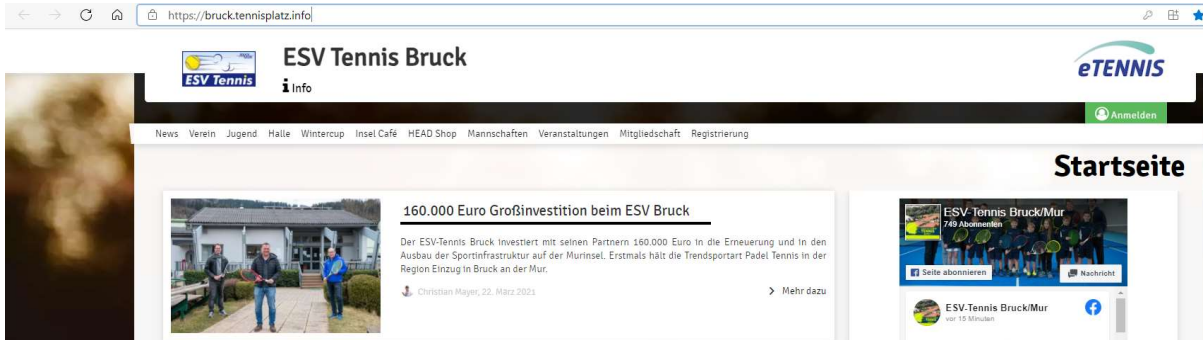 https://bruck.tennisplatz.info
ESV Tennis
ESV Tennis Bruck
i Info
eTENNIS
Anmelden
News Verein Jugend Halle Wintercup Insel Café HEAD Shop Mannschaften Veranstaltungen Mitgliedschaft Registrierung
Startseite
160.000 Euro Großinvestition beim ESV Bruck
Der ESV-Tennis Bruck investiert mit seinen Partnern 160.000 Euro in die Erneuerung und in den
Ausbau der Sportinfrastruktur auf der Murinsel. Erstmals hält die Trendsportart Padel Tennis in der
Region Einzug in Bruck an der Mur.
Christian Mayer, 22. März 2021
> Mehr dazu
ESV-Tennis Bruck/Mur
749 Abonnenten
Seite abonnieren
Nachricht
ESV-Tennis Bruck/Mur
vor 15 Minuten